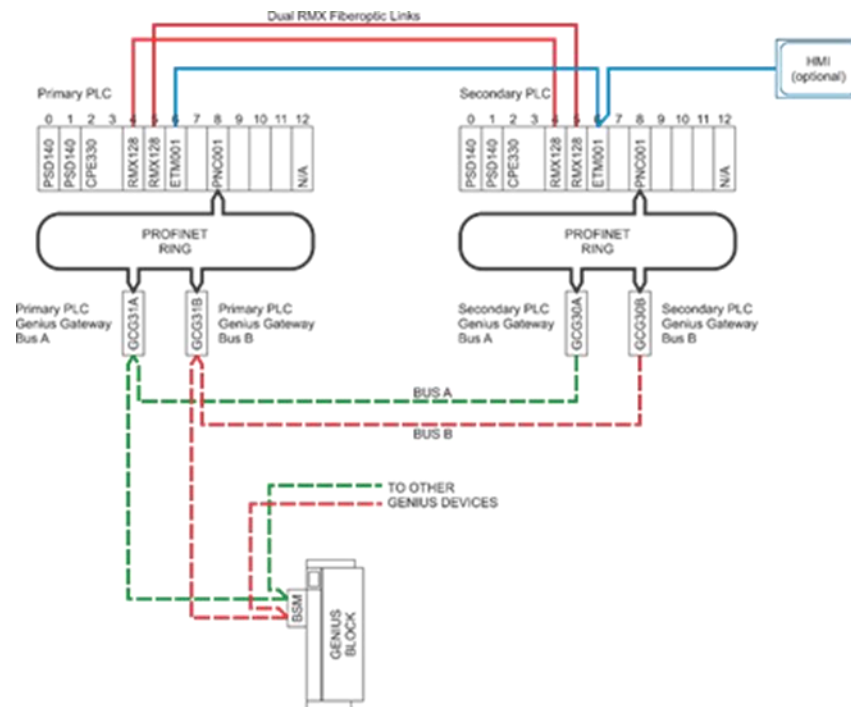 Dual RMX Fiberoptic Links
HMI
(optional)
Primary PLC
Secondary PLC
0 1 2 3 4 5 6 7 8 9 10 11 12
0 1 2 3 4 5 6 7 8 9 10 11 12
PSD140
PSD140
CPE330
RMX128
RMX128
ETM001
PNC001
N/A
PSD140
PSD140
CPE330
RMX128
RMX128
ETM001
PNC001
N/A
PROFINET
RING
PROFINET
RING
Primary PLC
Genius Gateway
Bus A
GCG31A
GCG31B
Primary PLC
Genius Gateway
Bus B
Secondary PLC
Genius Gateway
Bus A
GCG30A
GCG30B
Secondary PLC
Genius Gateway
Bus B
BUS A
BUS B
TO OTHER
GENIUS DEVICES
BSM
GENIUS
BLOCK